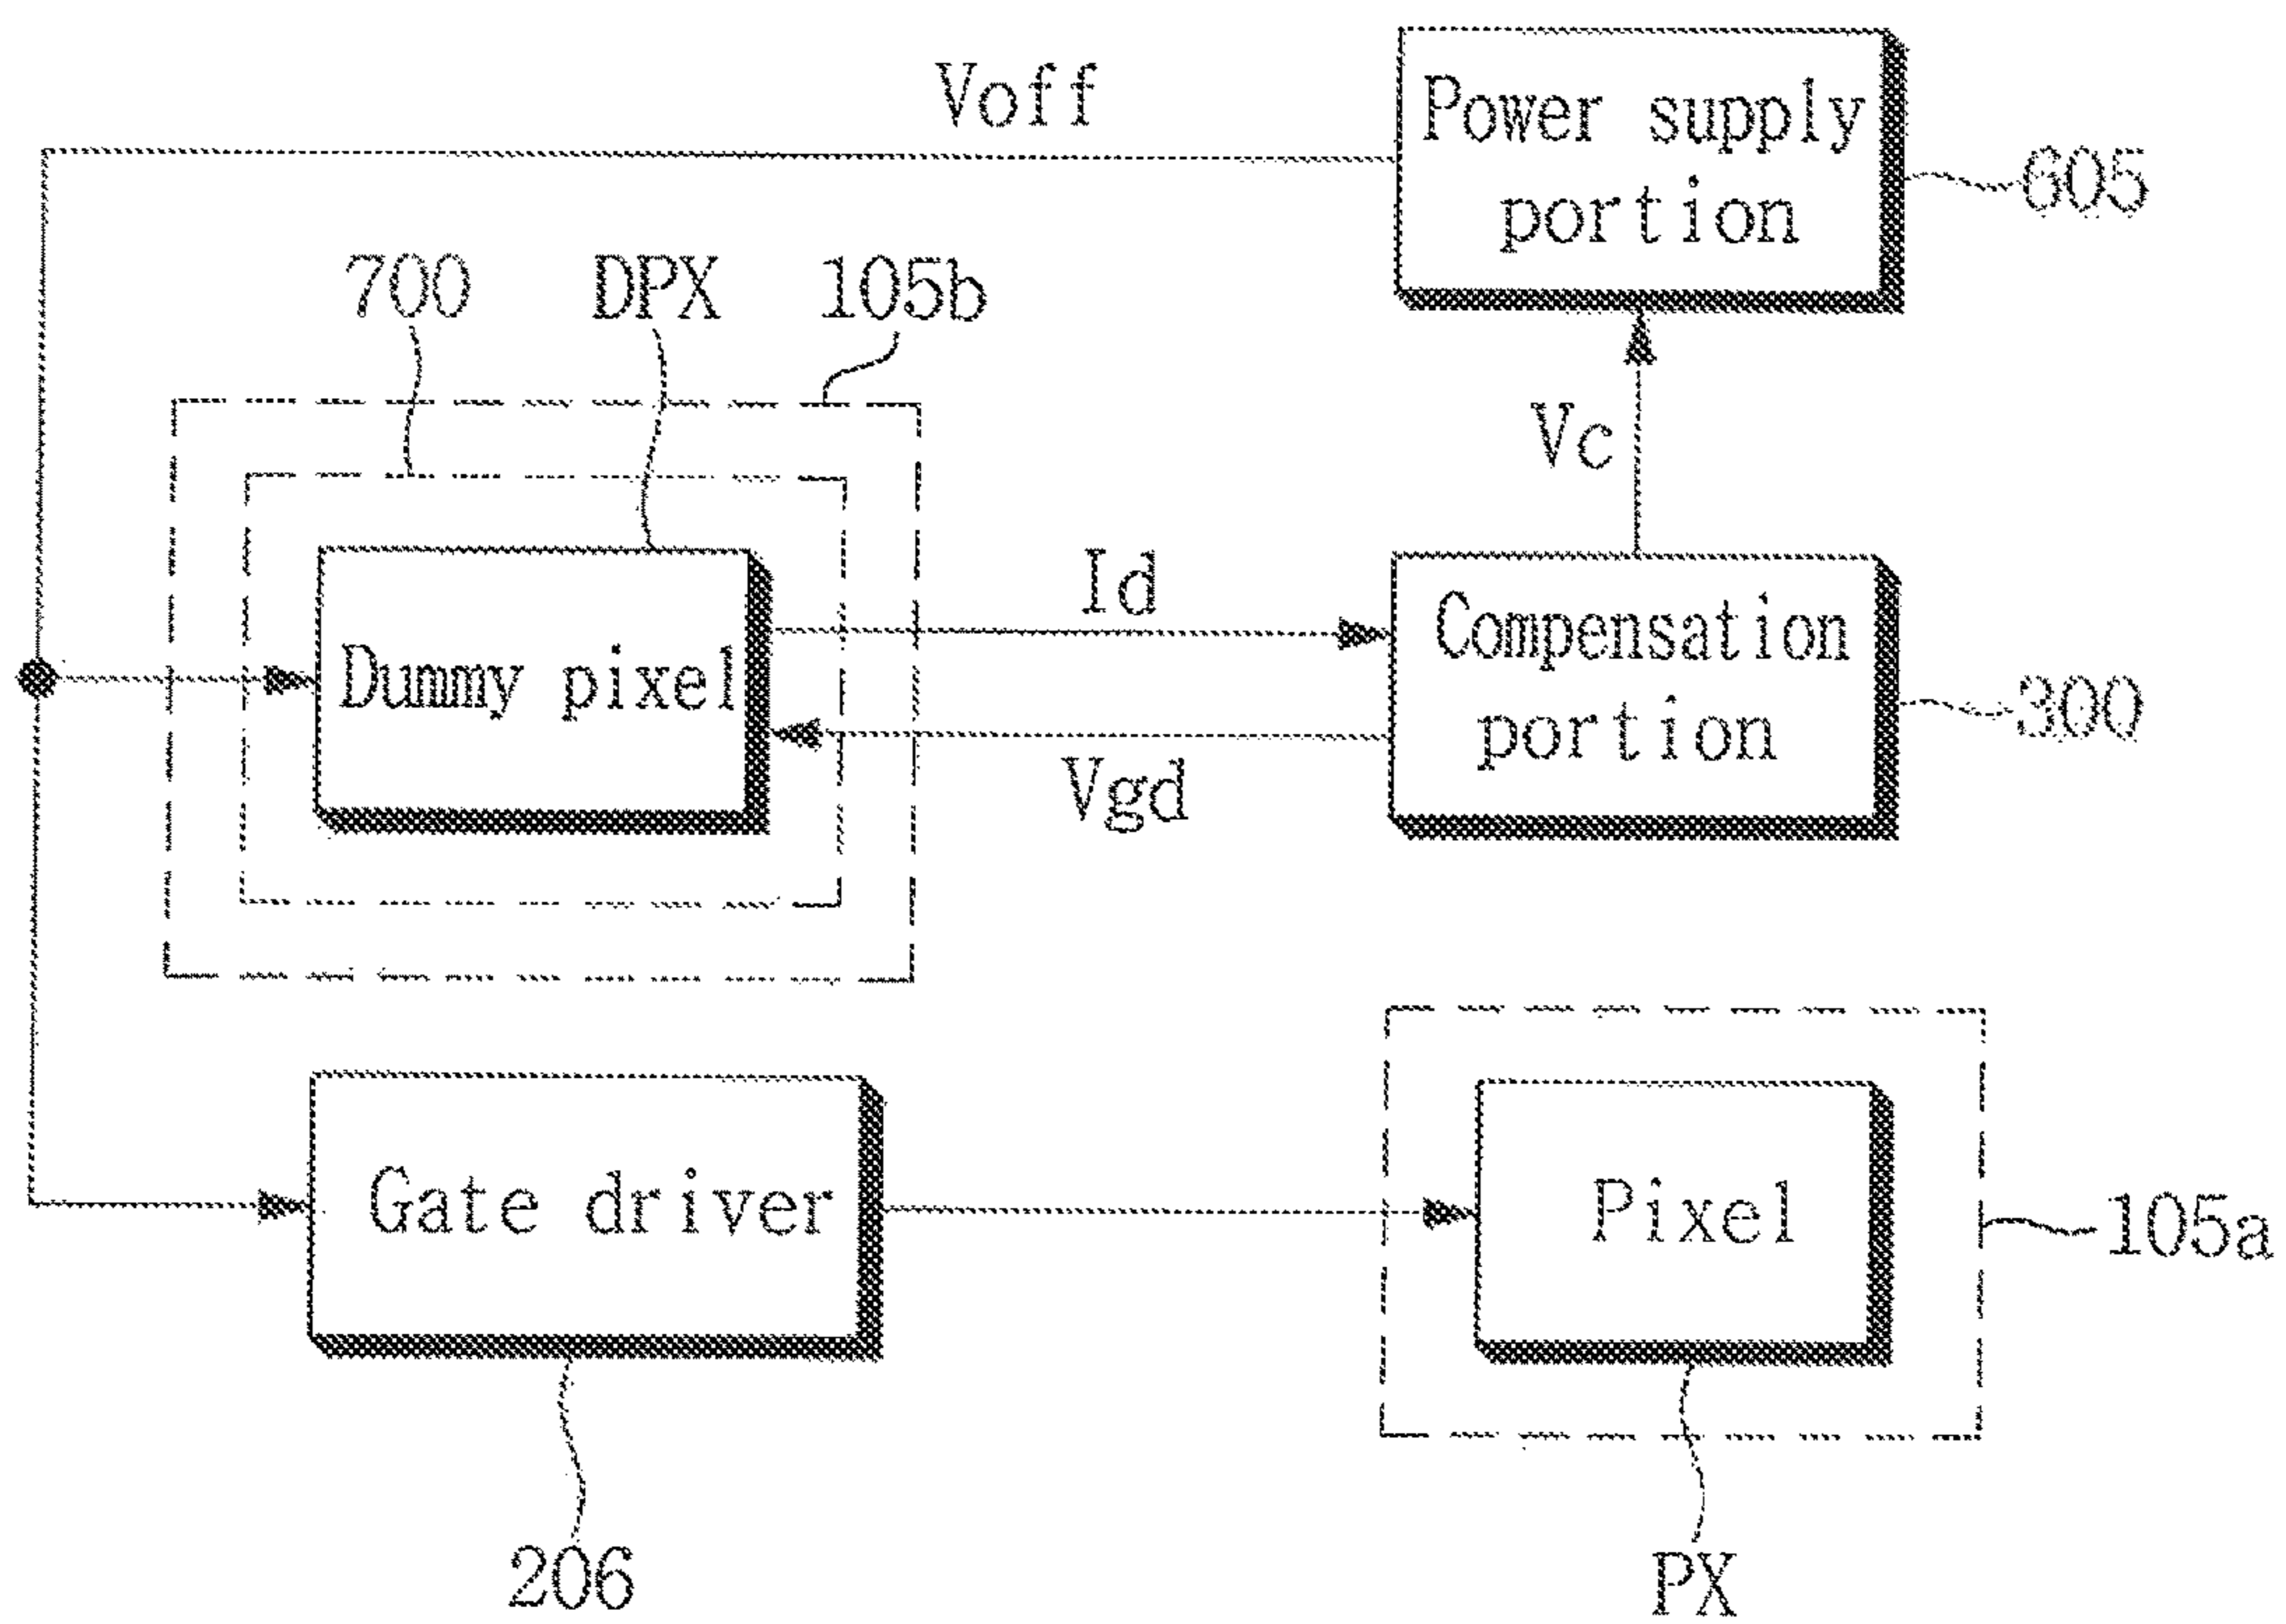 Voff
Power supply
portion
605
700
DPX
105b
Vc
Id
Dummy pixel
Compensation
portion
300
Vgd
Gate driver
Pixel
105a
206
PX